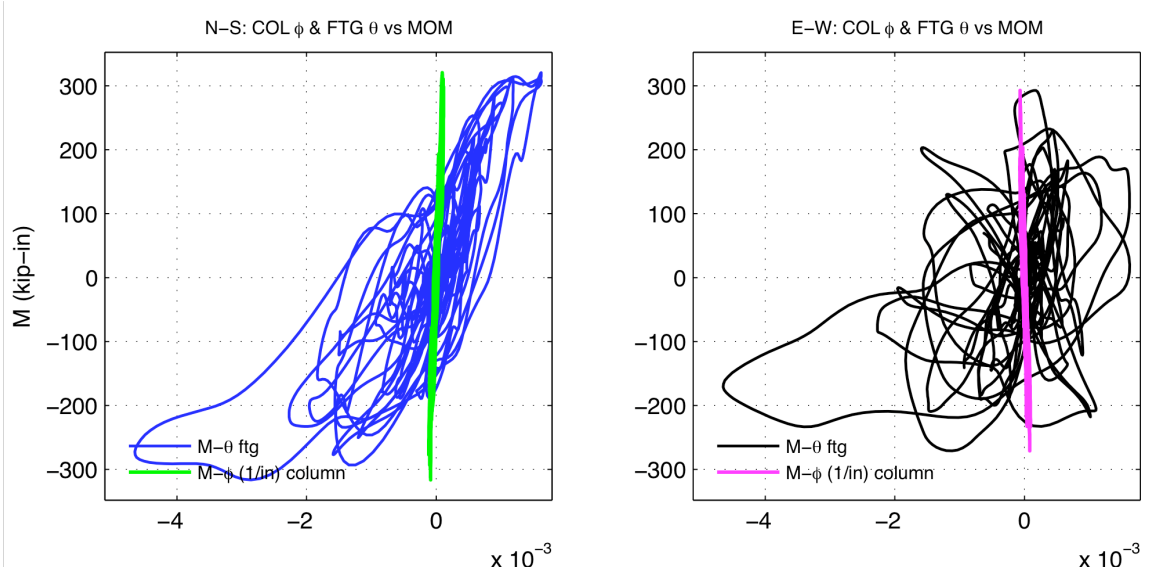 N−S: COL ϕ & FTG θ vs MOM
M (kip−in)
300
200
100
0
−100
−200
−300
M−θ ftg
M−ϕ (1/in) column
−4
−2
0
x 10−3
E−W: COL ϕ & FTG θ vs MOM
300
200
100
0
−100
−200
−300
M−θ ftg
M−ϕ (1/in) column
−4
−2
0
x 10−3